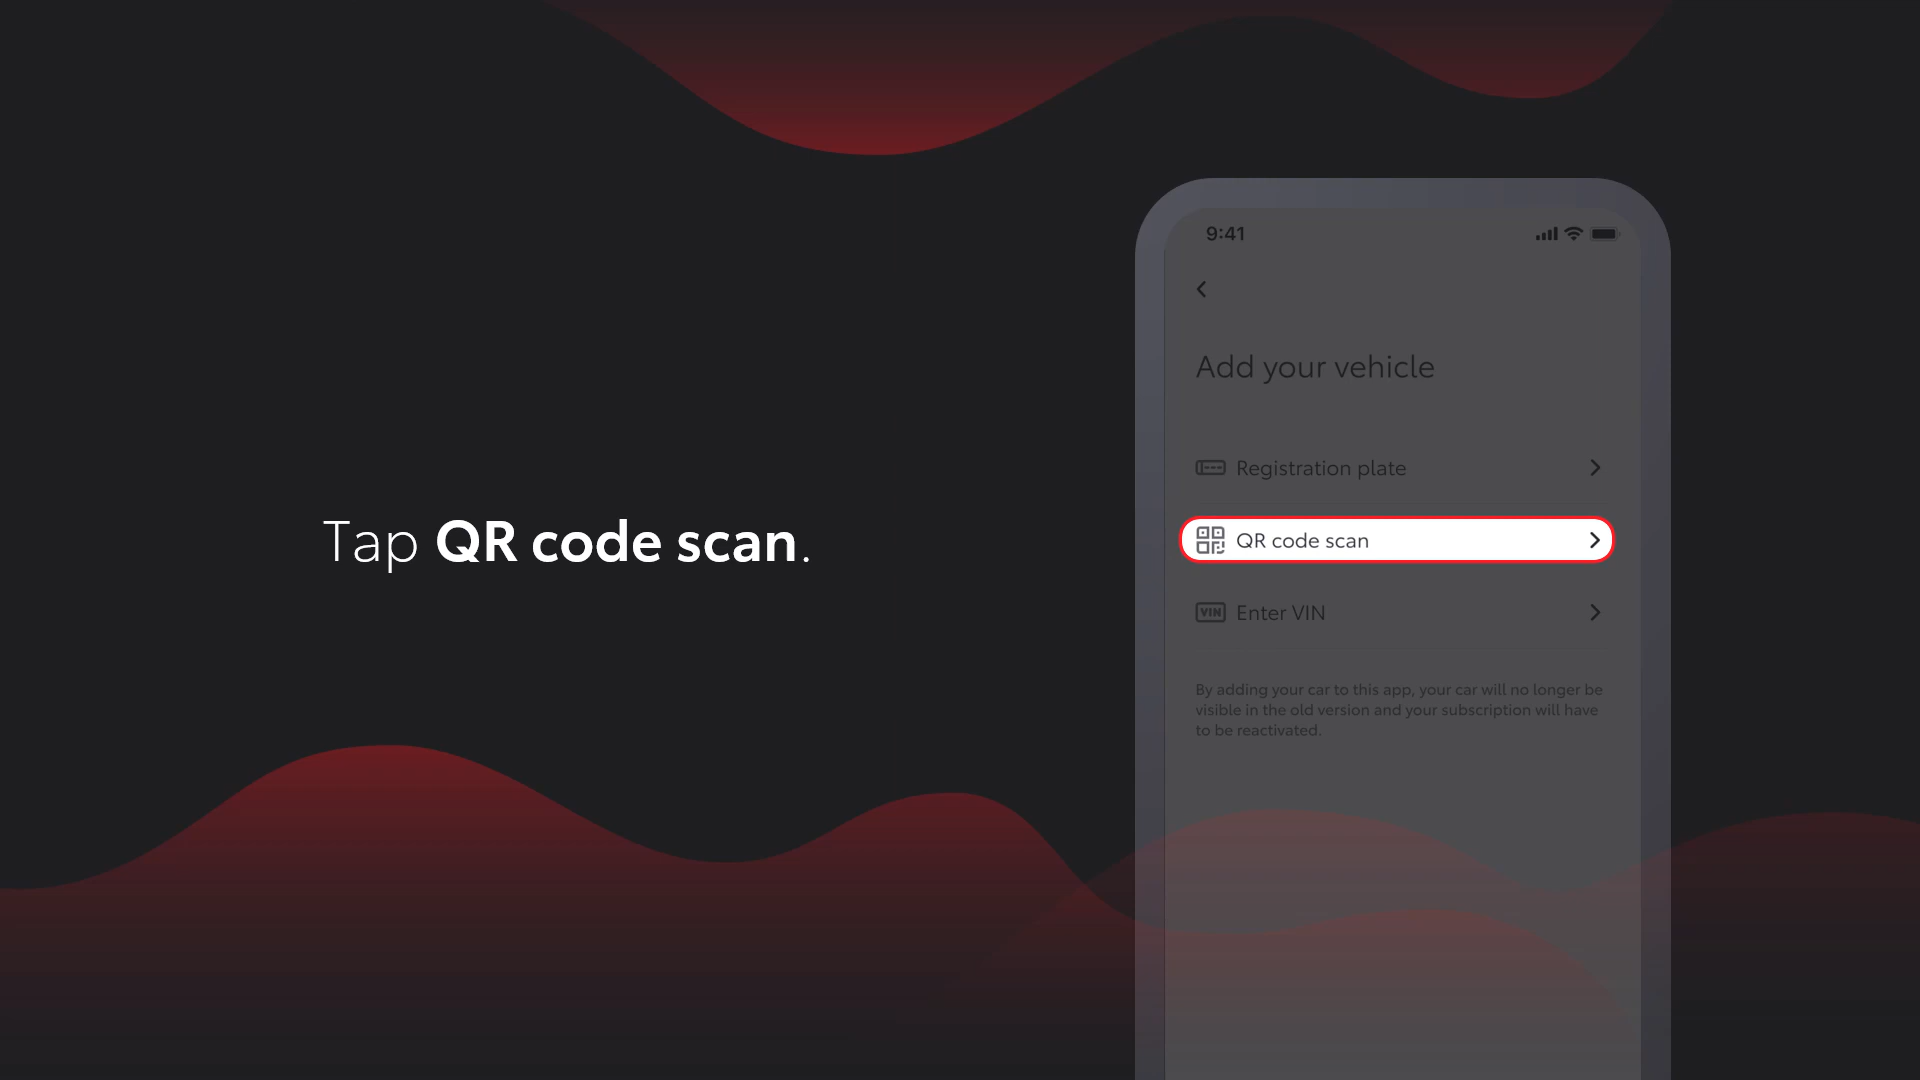 Tap QR code scan.
9:41
Add your vehicle
Registration plate
QR code scan
VIN Enter VIN
By adding your car to this app, your car will no longer be
visible in the old version and your subscription will have
to be reactivated.